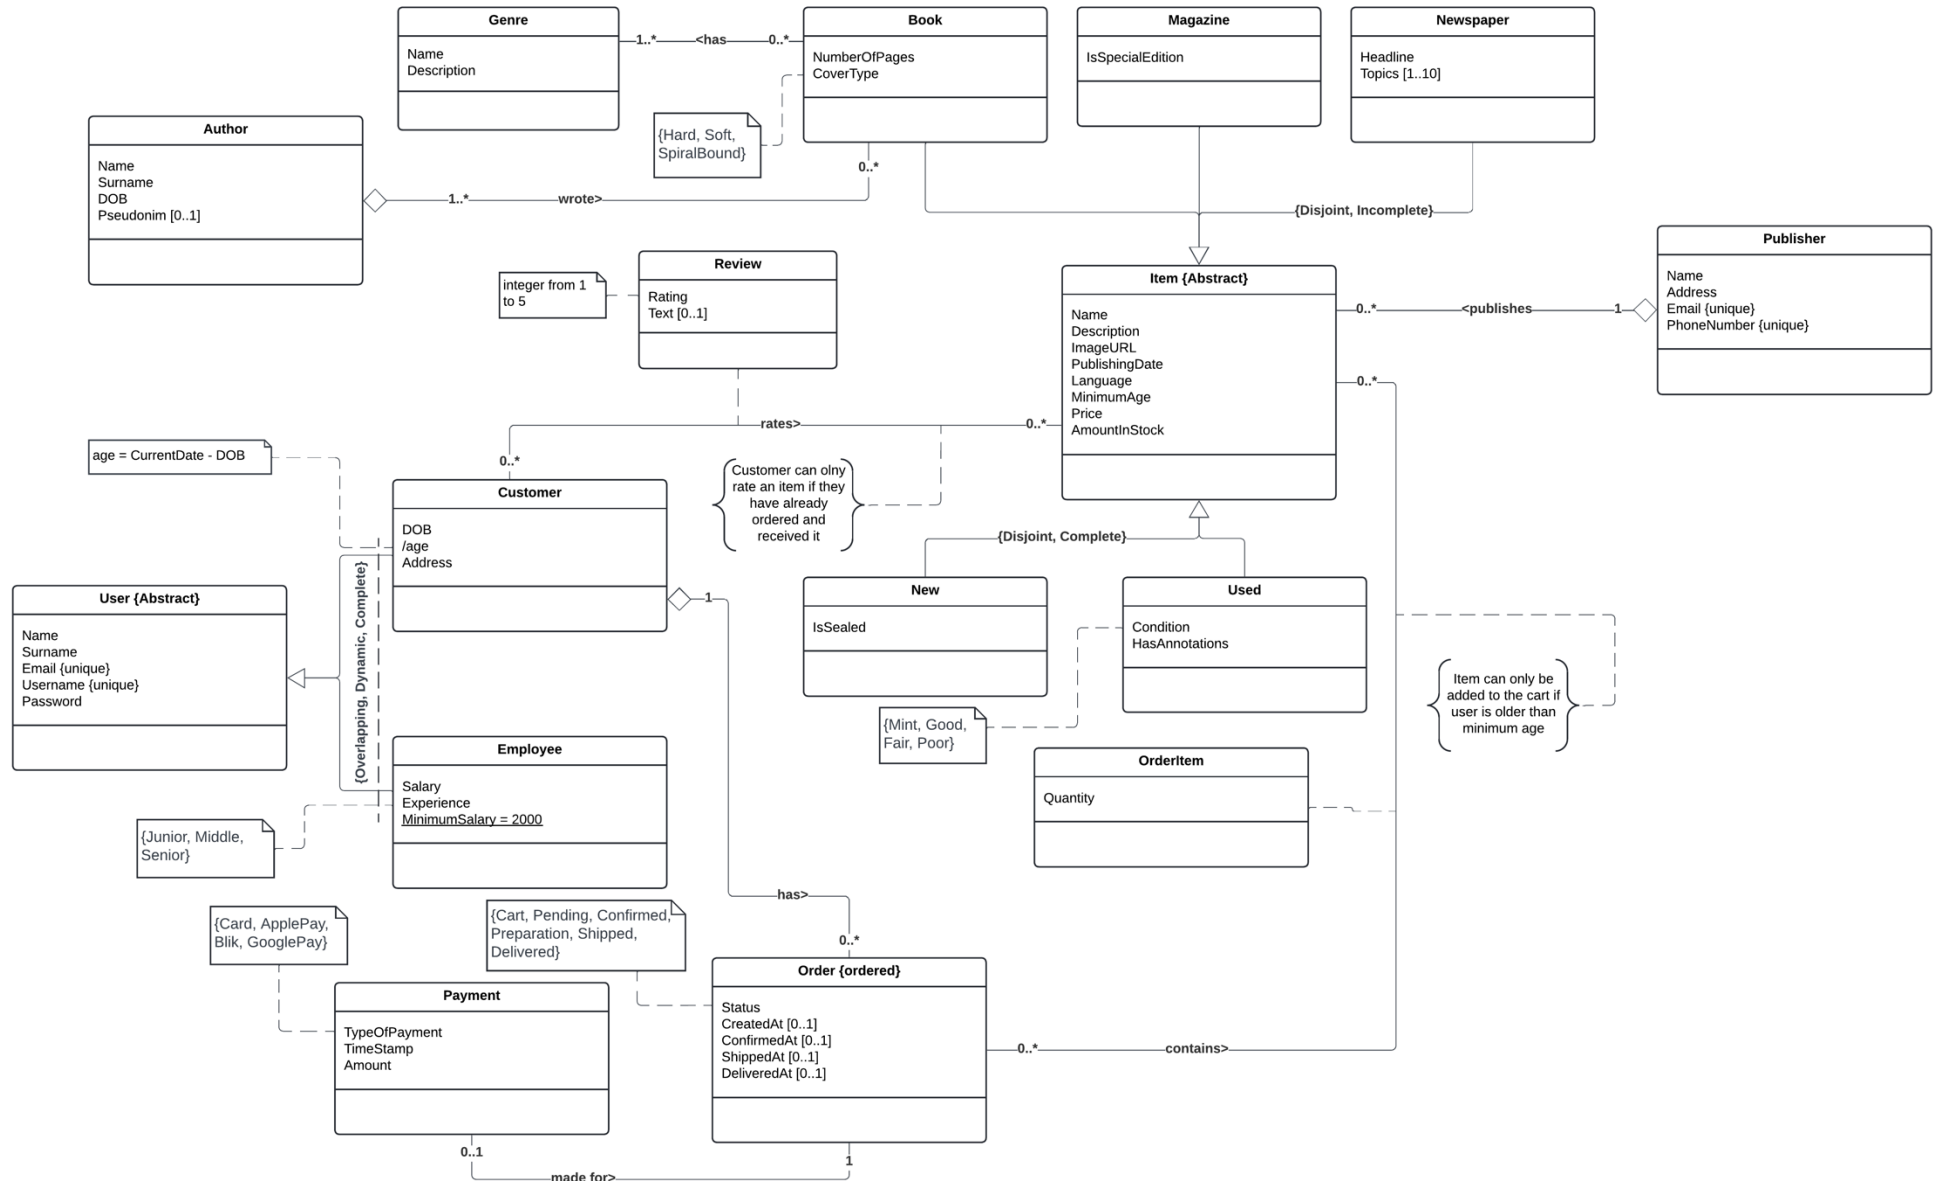 Genre
Name
Description
1..*
<has
0..*
Book
NumberOfPages
CoverType
Magazine
IsSpecialEdition
Newspaper
Headline
Topics [1..10]
{Hard, Soft,
SpiralBound}
Author
Name
Surname
DOB
Pseudonim [0..1]
0..*
1..*
wrote>
{Disjoint, Incomplete}
Publisher
Name
Address
Email {unique}
PhoneNumber {unique}
integer from 1
to 5
Review
Rating
Text [0..1]
Item {Abstract}
Name
Description
ImageURL
PublishingDate
Language
MinimumAge
Price
AmountInStock
0..*
<publishes
1
0..*
rates>
0..*
0..*
age = CurrentDate - DOB
Customer can olny
rate an item if they
have already
ordered and
received it
Customer
DOB
/age
Address
{Disjoint, Complete}
{Overlapping, Dynamic, Complete}
User {Abstract}
Name
Surname
Email {unique}
Username {unique}
Password
1
New
IsSealed
Used
Condition
HasAnnotations
{Mint, Good,
Fair, Poor}
Item can only be
added to the cart if
user is older than
minimum age
Employee
Salary
Experience
MinimumSalary = 2000
{Junior, Middle,
Senior}
OrderItem
Quantity
has>
0..*
{Card, ApplePay,
Blik, GooglePay}
{Cart, Pending, Confirmed,
Preparation, Shipped,
Delivered}
Payment
TypeOfPayment
TimeStamp
Amount
Order {ordered}
Status
CreatedAt [0..1]
ConfirmedAt [0..1]
ShippedAt [0..1]
DeliveredAt [0..1]
0..*
contains>
0..1
made for>
1